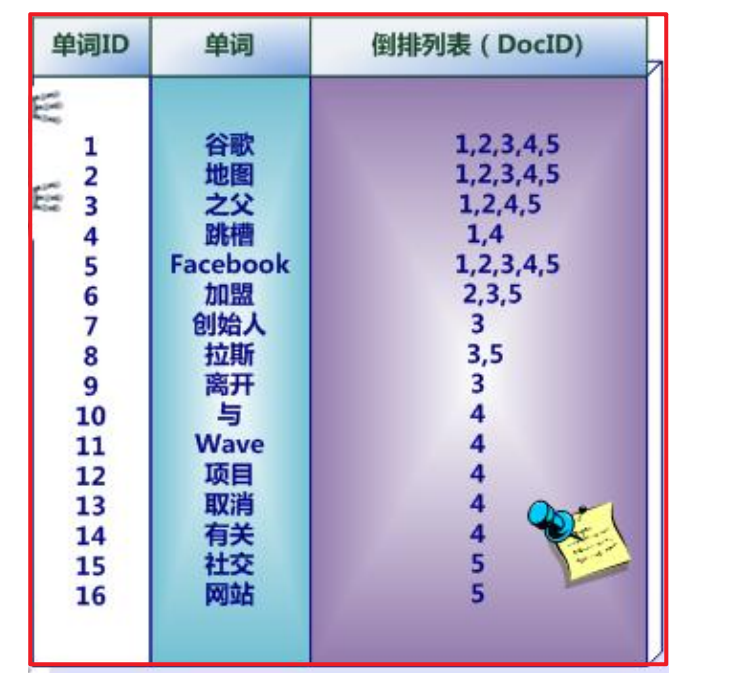 单词ID 单词 倒排列表（DocID)
1 谷歌 1,2,3,4,5
2 地图 1,2,3,4,5
3 之父 1,2,4,5
4 跳槽 1,4
5 Facebook 1,2,3,4,5
6 加盟 2,3,5
7 创始人 3
8 拉斯 3,5
9 离开 3
10 与 4
11 Wave 4
12 项目 4
13 取消 4
14 有关 4
15 社交 5
16 网站 5